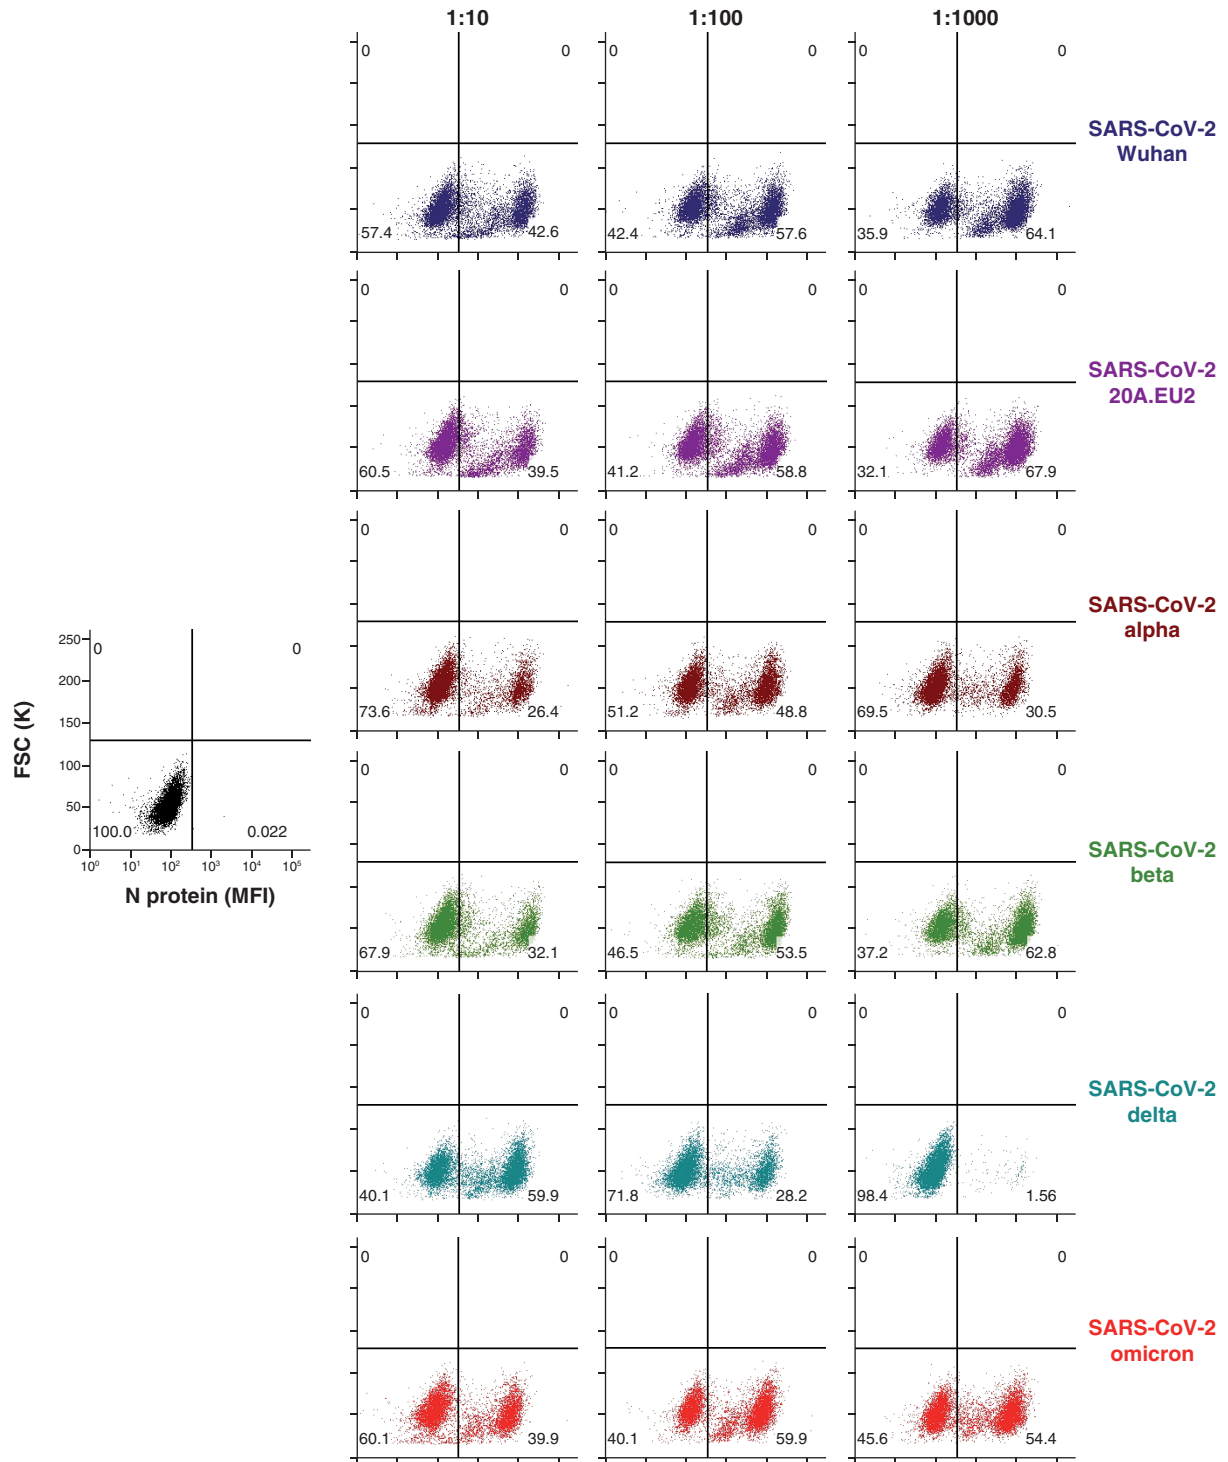 1:10 1:100 1:1000
0 0 0 0 0 0
SARS-CoV-2
Wuhan
57.4 42.6 42.4 57.6 35.9 64.1
0 0 0 0 0 0
SARS-CoV-2
20A.EU2
60.5 39.5 41.2 58.8 32.1 67.9
0 0 0 0 0 0
SARS-CoV-2
alpha
73.6 26.4 51.2 48.8 69.5 30.5
FSC (K)
250
0 0
200
150
100
50
100.0 0.022
0
10⁰ 10¹ 10² 10³ 10⁴ 10⁵
N protein (MFI)
0 0 0 0 0 0
SARS-CoV-2
beta
67.9 32.1 46.5 53.5 37.2 62.8
0 0 0 0 0 0
SARS-CoV-2
delta
40.1 59.9 71.8 28.2 98.4 1.56
0 0 0 0 0 0
SARS-CoV-2
omicron
60.1 39.9 40.1 59.9 45.6 54.4